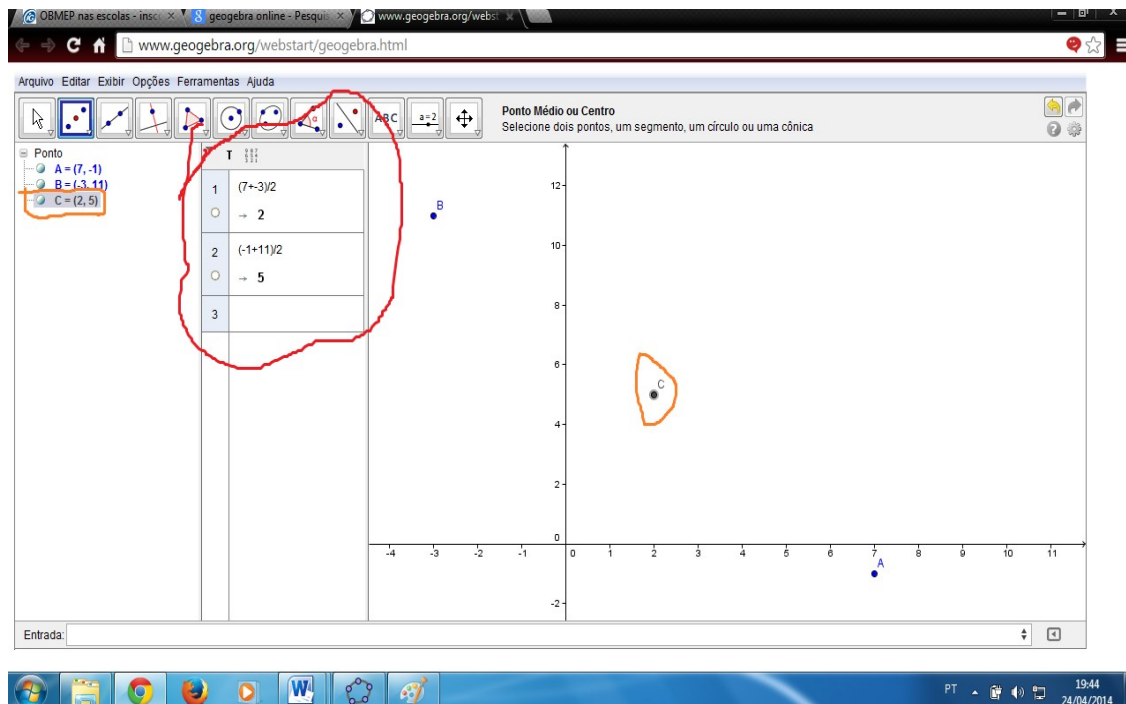 OBMEP nas escolas - insc
geogebra online - Pesqui
www.geogebra.org/webst
www.geogebra.org/webstart/geogebra.html
Arquivo Editar Exibir Opções Ferramentas Ajuda
ABC
a=2
Ponto Médio ou Centro
Selecione dois pontos, um segmento, um círculo ou uma cônica
Ponto
A = (7, -1)
B = (-3, 11)
C = (2, 5)
T
1 (7+-3)/2
→ 2
2 (-1+11)/2
→ 5
3
12
10
8
6
4
2
0
-2
-4 -3 -2 -1 0 1 2 3 4 5 6 7 8 9 10 11
B
C
A
Entrada:
PT
19:44
24/04/2014